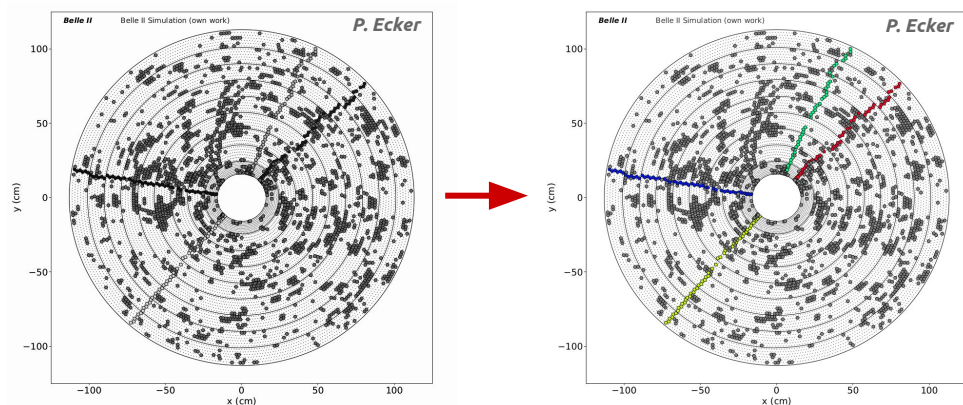 Belle II Belle II Simulation (own work) P. Ecker
100
50
0
−50
−100
y (cm)
−100 −50 0 50 100
x (cm)
Belle II Belle II Simulation (own work) P. Ecker
100
50
0
−50
−100
y (cm)
−100 −50 0 50 100
x (cm)